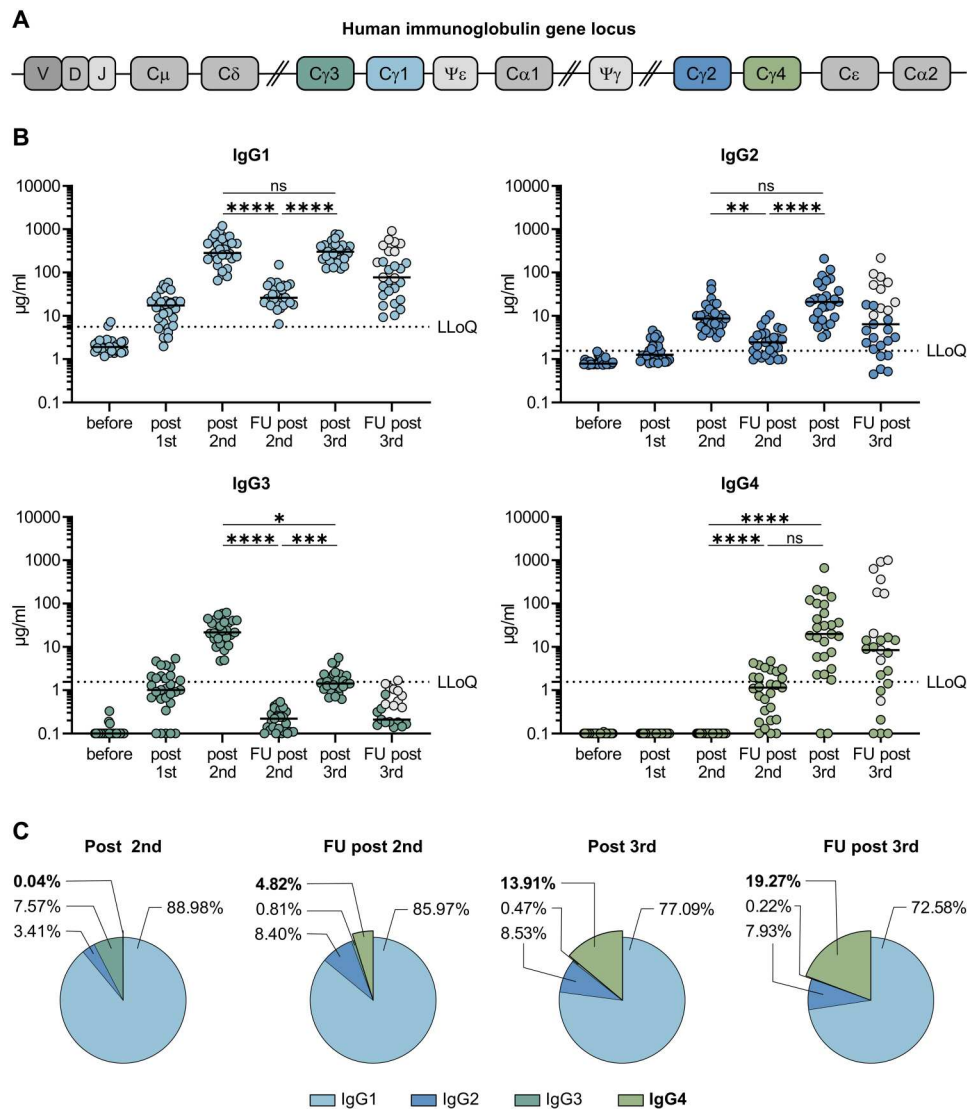 A
Human immunoglobulin gene locus
V D J Cμ Cδ // Cγ3 Cγ1 Ψε Cα1 // Ψγ // Cγ2 Cγ4 Cε Cα2
B
IgG1
μg/ml
10000
1000
100
10
1
0.1
ns
**** ****
LLoQ
before
post 1st
post 2nd
FU post 2nd
post 3rd
FU post 3rd
IgG2
μg/ml
10000
1000
100
10
1
0.1
ns
** ****
LLoQ
before
post 1st
post 2nd
FU post 2nd
post 3rd
FU post 3rd
IgG3
μg/ml
10000
1000
100
10
1
0.1
*
**** ***
LLoQ
before
post 1st
post 2nd
FU post 2nd
post 3rd
FU post 3rd
IgG4
μg/ml
10000
1000
100
10
1
0.1
****
**** ns
LLoQ
before
post 1st
post 2nd
FU post 2nd
post 3rd
FU post 3rd
C
Post 2nd
0.04%
7.57%
3.41%
88.98%
FU post 2nd
4.82%
0.81%
8.40%
85.97%
Post 3rd
13.91%
0.47%
8.53%
77.09%
FU post 3rd
19.27%
0.22%
7.93%
72.58%
IgG1 IgG2 IgG3 IgG4